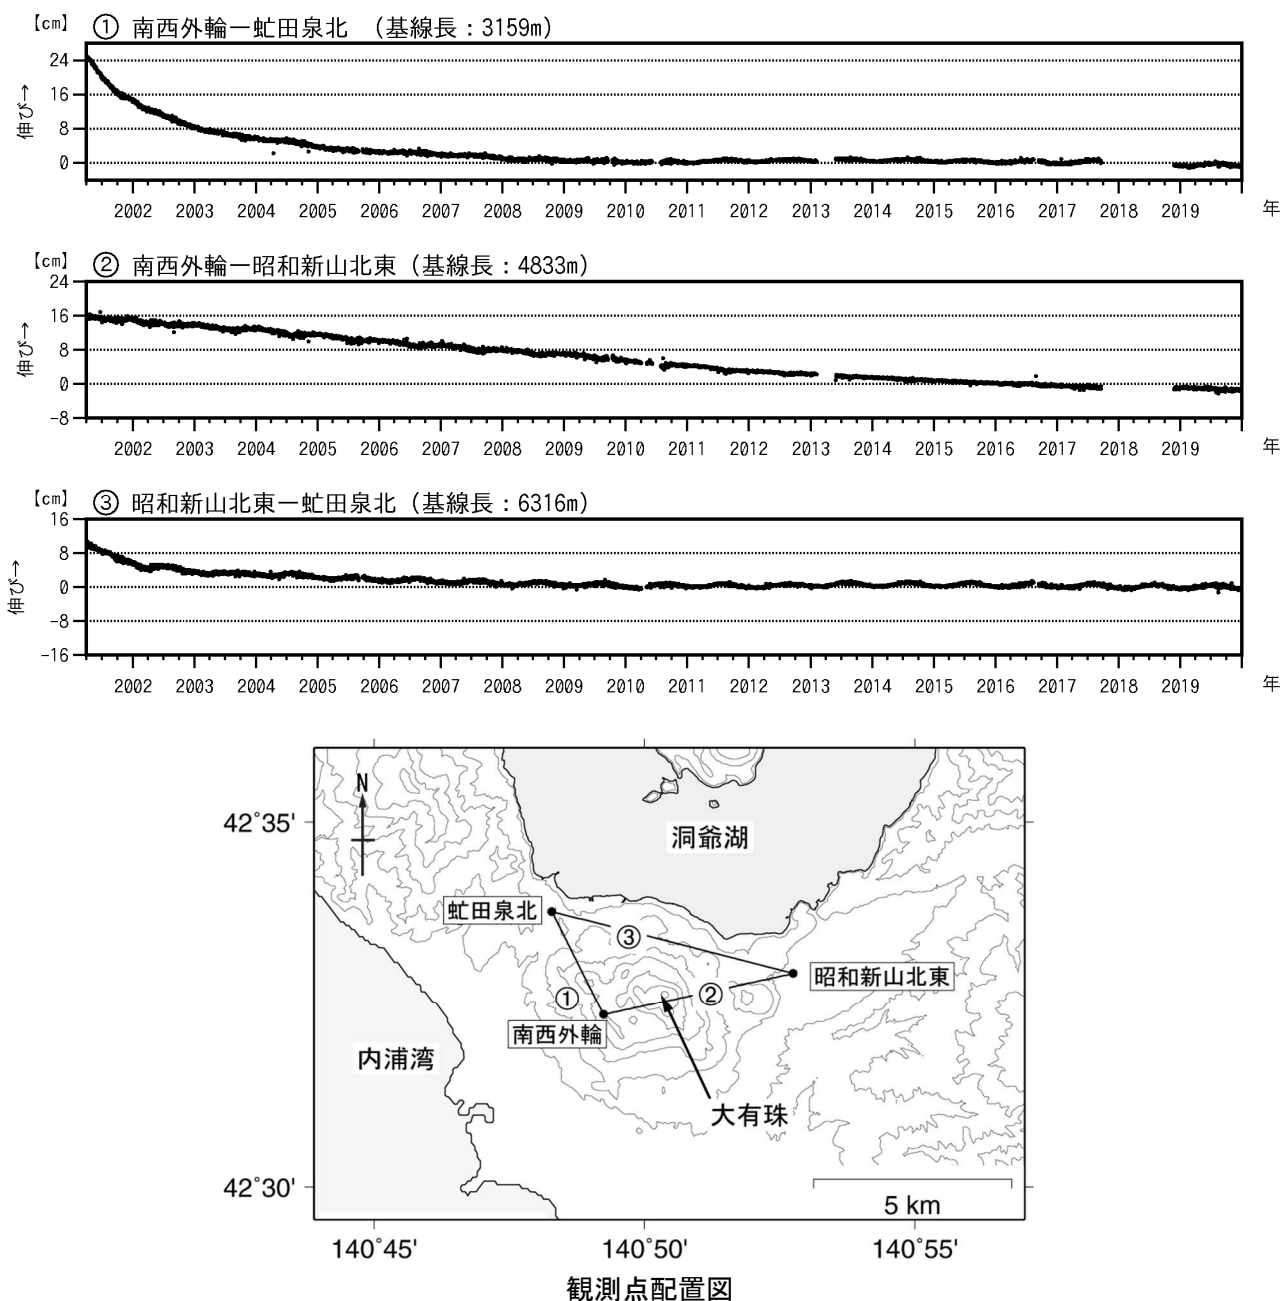 【cm】 ① 南西外輪ー虻田泉北 （基線長：3159m）
24
16
8
0
伸び→
2002 2003 2004 2005 2006 2007 2008 2009 2010 2011 2012 2013 2014 2015 2016 2017 2018 2019 年
【cm】 ② 南西外輪ー昭和新山北東（基線長：4833m）
24
16
8
0
-8
伸び→
2002 2003 2004 2005 2006 2007 2008 2009 2010 2011 2012 2013 2014 2015 2016 2017 2018 2019 年
【cm】 ③ 昭和新山北東ー虻田泉北（基線長：6316m）
16
8
0
-8
-16
伸び→
2002 2003 2004 2005 2006 2007 2008 2009 2010 2011 2012 2013 2014 2015 2016 2017 2018 2019 年
N
42°35'
洞爺湖
虻田泉北
③
昭和新山北東
①
②
南西外輪
内浦湾
大有珠
42°30'
5 km
140°45' 140°50' 140°55'
観測点配置図